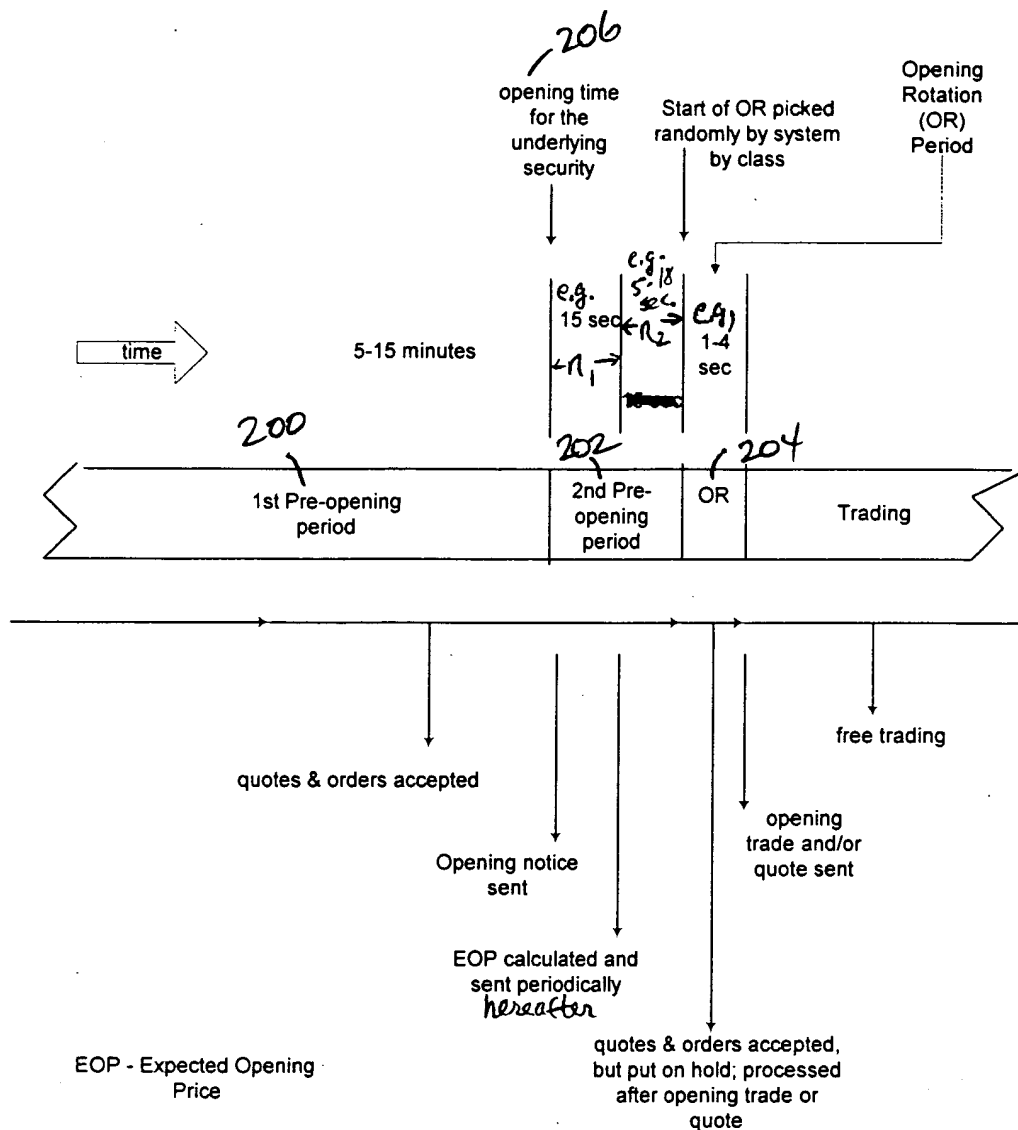 206
opening time
for the
underlying
security
Start of OR picked
randomly by system
by class
Opening
Rotation
(OR)
Period
time
5-15 minutes
e.g.
15 sec
R1
e.g.
5-18
sec.
R2
e.g.,
1-4
sec
200
202
204
1st Pre-opening
period
2nd Pre-
opening
period
OR
Trading
quotes & orders accepted
Opening notice
sent
EOP calculated and
sent periodically
hereafter
free trading
opening
trade and/or
quote sent
quotes & orders accepted,
but put on hold; processed
after opening trade or
quote
EOP - Expected Opening
Price